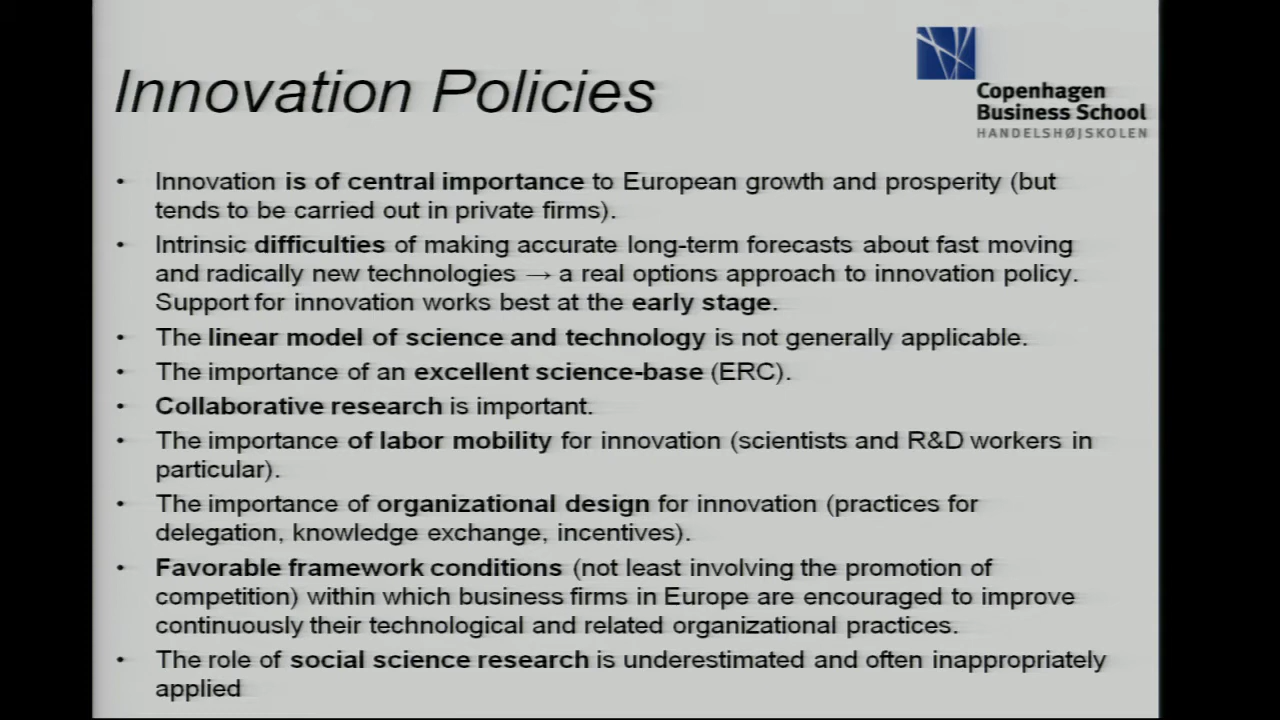 Innovation Policies
Copenhagen
Business School
HANDELSHØJSKOLEN
• Innovation is of central importance to European growth and prosperity (but
tends to be carried out in private firms).
• Intrinsic difficulties of making accurate long-term forecasts about fast moving
and radically new technologies → a real options approach to innovation policy.
Support for innovation works best at the early stage.
• The linear model of science and technology is not generally applicable.
• The importance of an excellent science-base (ERC).
• Collaborative research is important.
• The importance of labor mobility for innovation (scientists and R&D workers in
particular).
• The importance of organizational design for innovation (practices for
delegation, knowledge exchange, incentives).
• Favorable framework conditions (not least involving the promotion of
competition) within which business firms in Europe are encouraged to improve
continuously their technological and related organizational practices.
• The role of social science research is underestimated and often inappropriately
applied